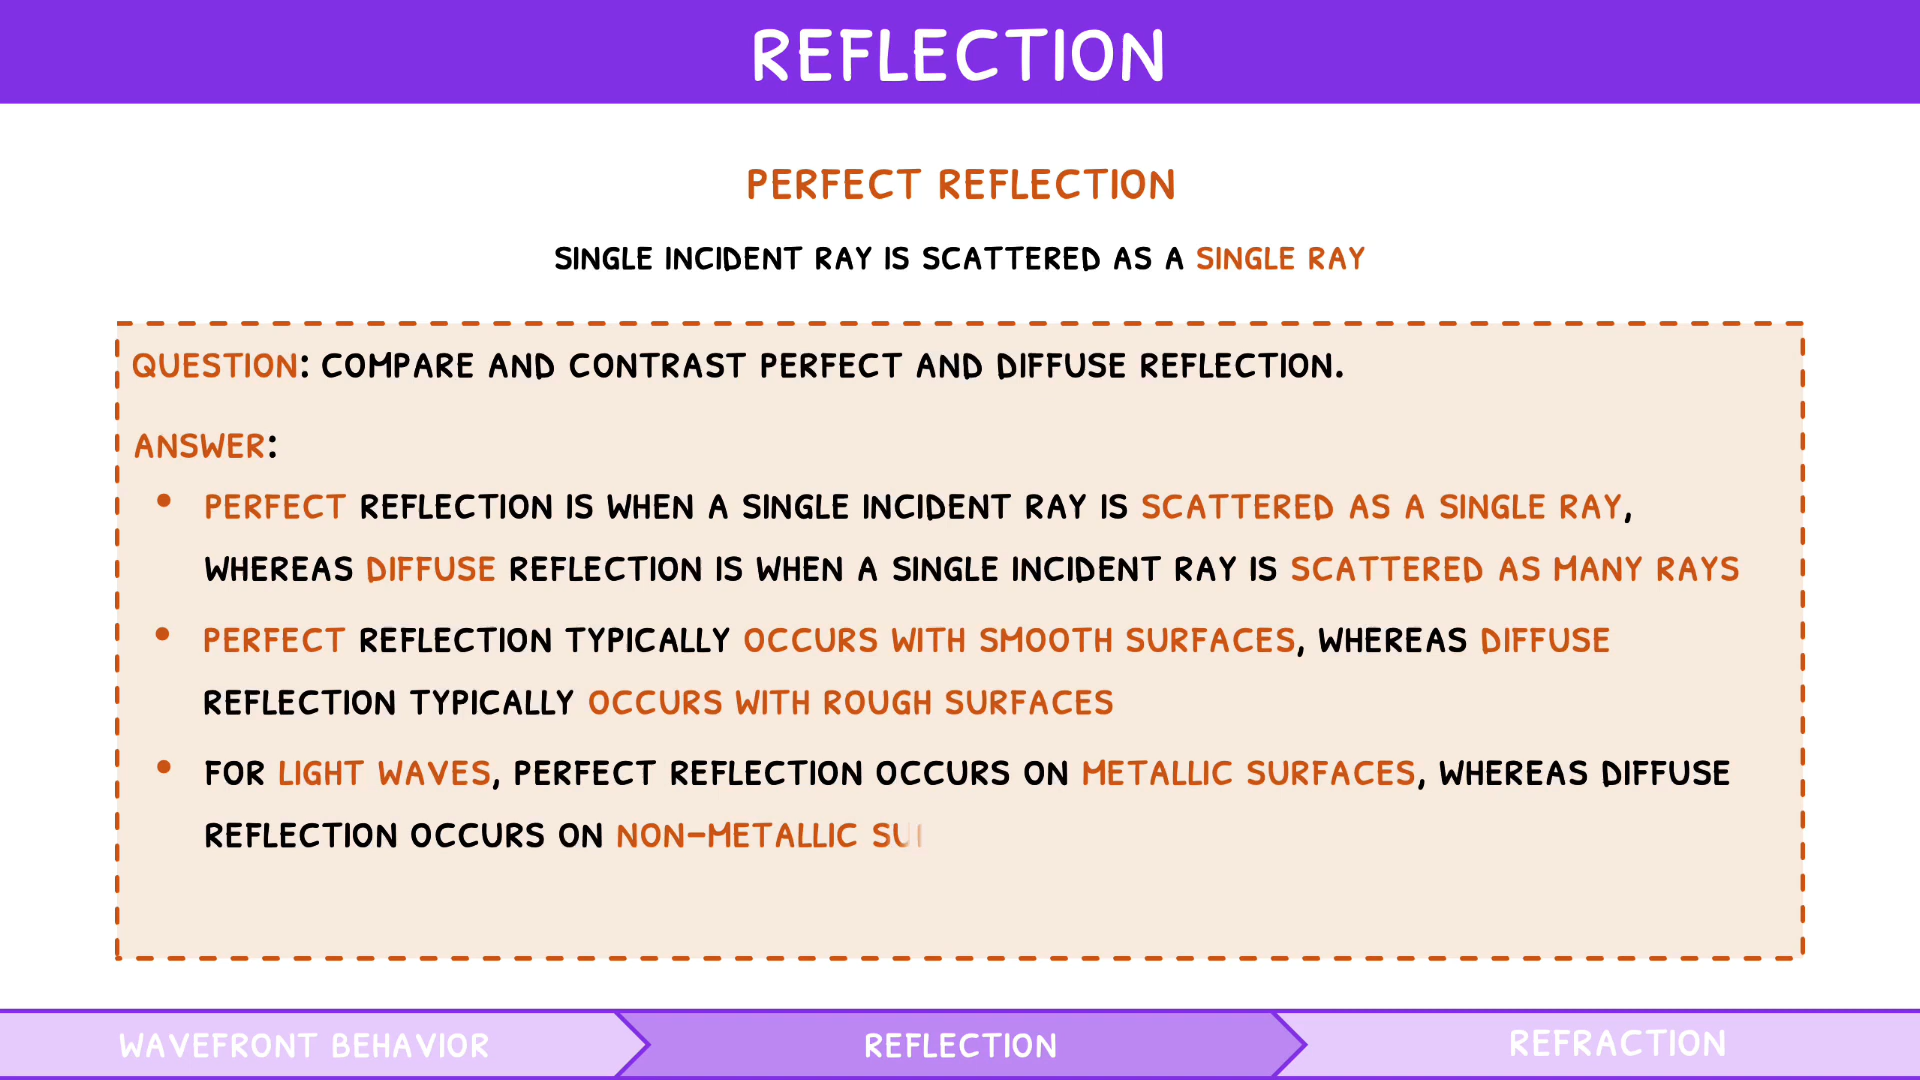 REFLECTION
PERFECT REFLECTION
SINGLE INCIDENT RAY IS SCATTERED AS A SINGLE RAY
QUESTION: COMPARE AND CONTRAST PERFECT AND DIFFUSE REFLECTION.
ANSWER:
• PERFECT REFLECTION IS WHEN A SINGLE INCIDENT RAY IS SCATTERED AS A SINGLE RAY,
WHEREAS DIFFUSE REFLECTION IS WHEN A SINGLE INCIDENT RAY IS SCATTERED AS MANY RAYS
• PERFECT REFLECTION TYPICALLY OCCURS WITH SMOOTH SURFACES, WHEREAS DIFFUSE
REFLECTION TYPICALLY OCCURS WITH ROUGH SURFACES
• FOR LIGHT WAVES, PERFECT REFLECTION OCCURS ON METALLIC SURFACES, WHEREAS DIFFUSE
REFLECTION OCCURS ON NON-METALLIC
WAVEFRONT BEHAVIOR
REFLECTION
REFRACTION